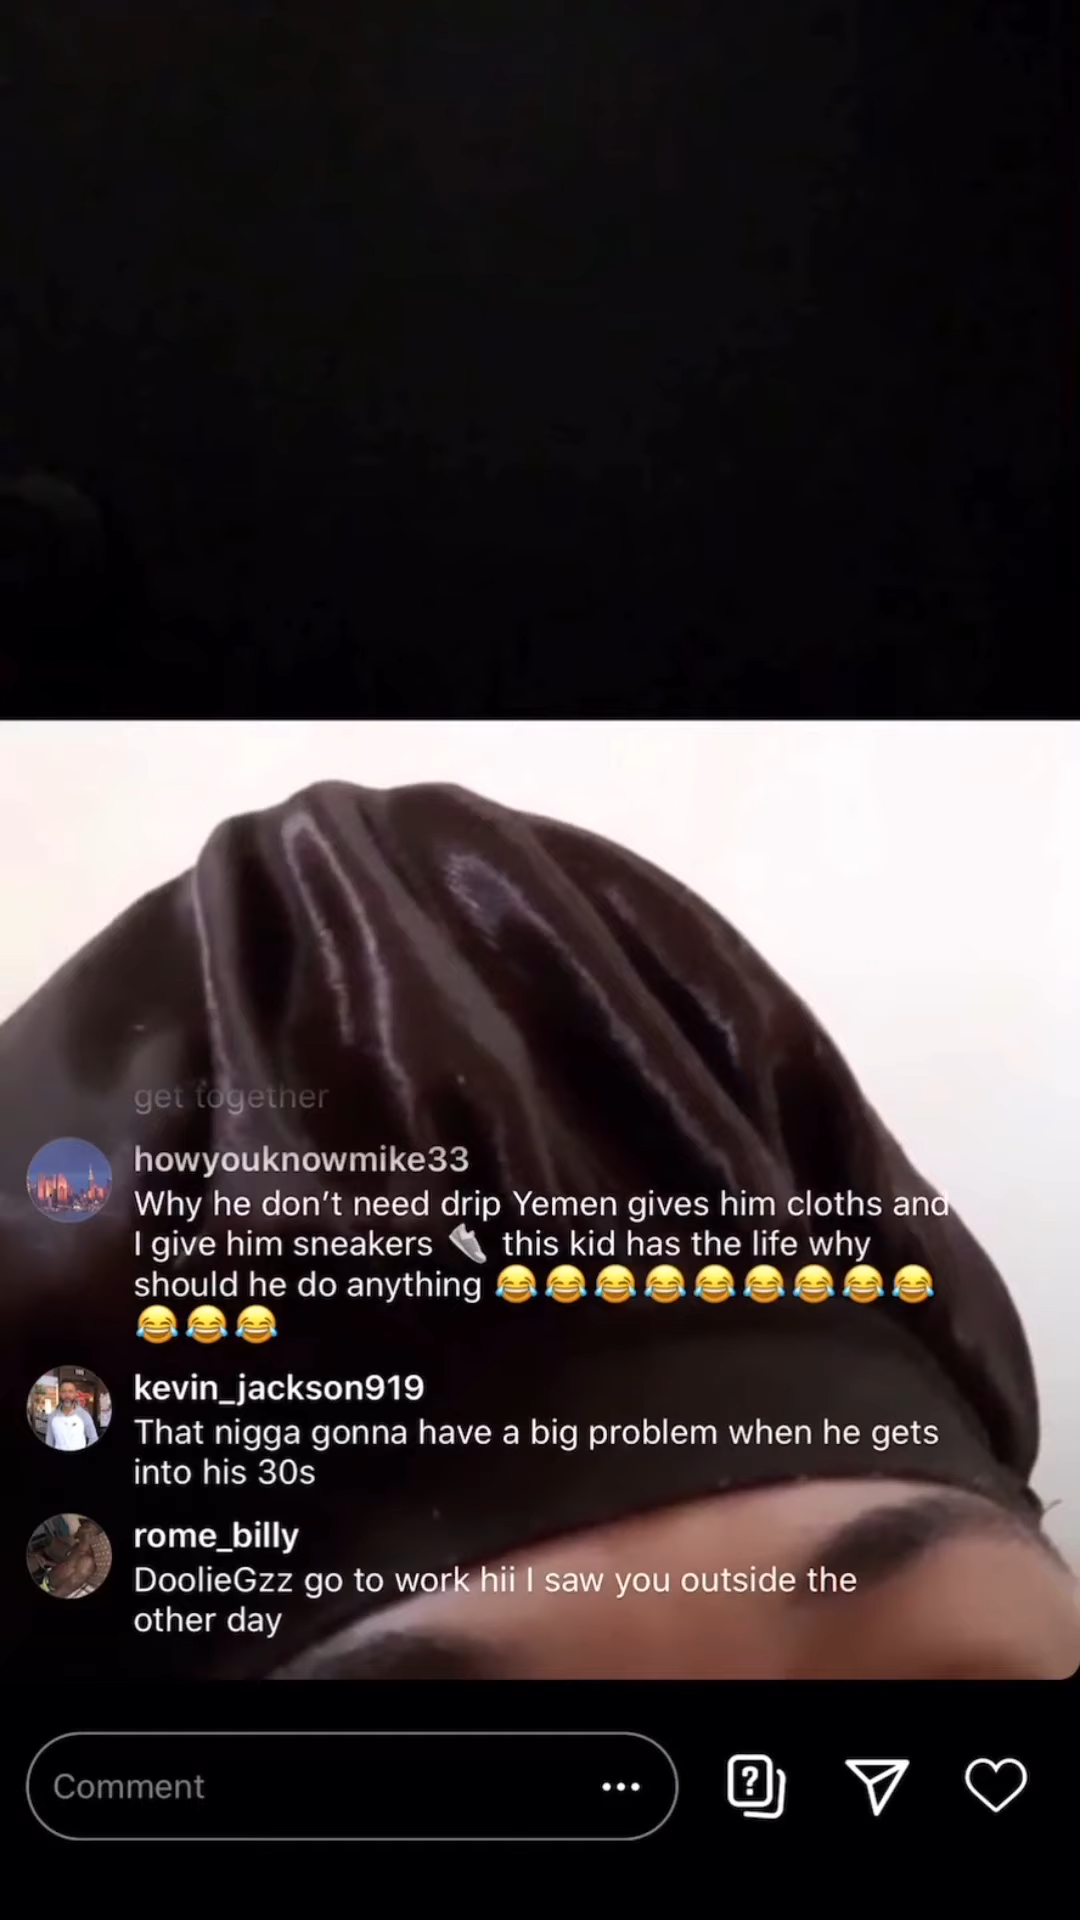 get together
howyouknowmike33
Why he don’t need drip Yemen gives him cloths and
I give him sneakers 👟 this kid has the life why
should he do anything 😂😂😂😂😂😂😂😂😂
😂😂😂
kevin_jackson919
That nigga gonna have a big problem when he gets
into his 30s
rome_billy
DoolieGzz go to work hii I saw you outside the
other day
Comment